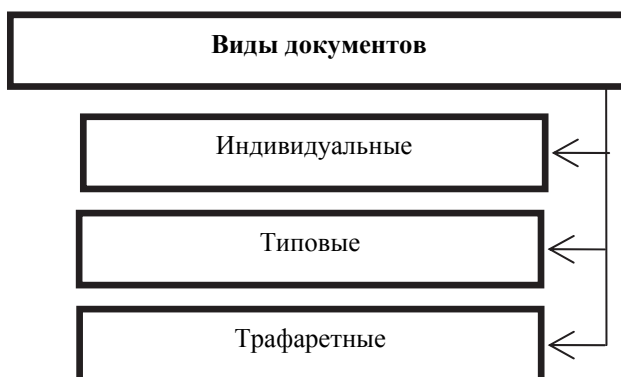 Виды документов
Индивидуальные
Типовые
Трафаретные